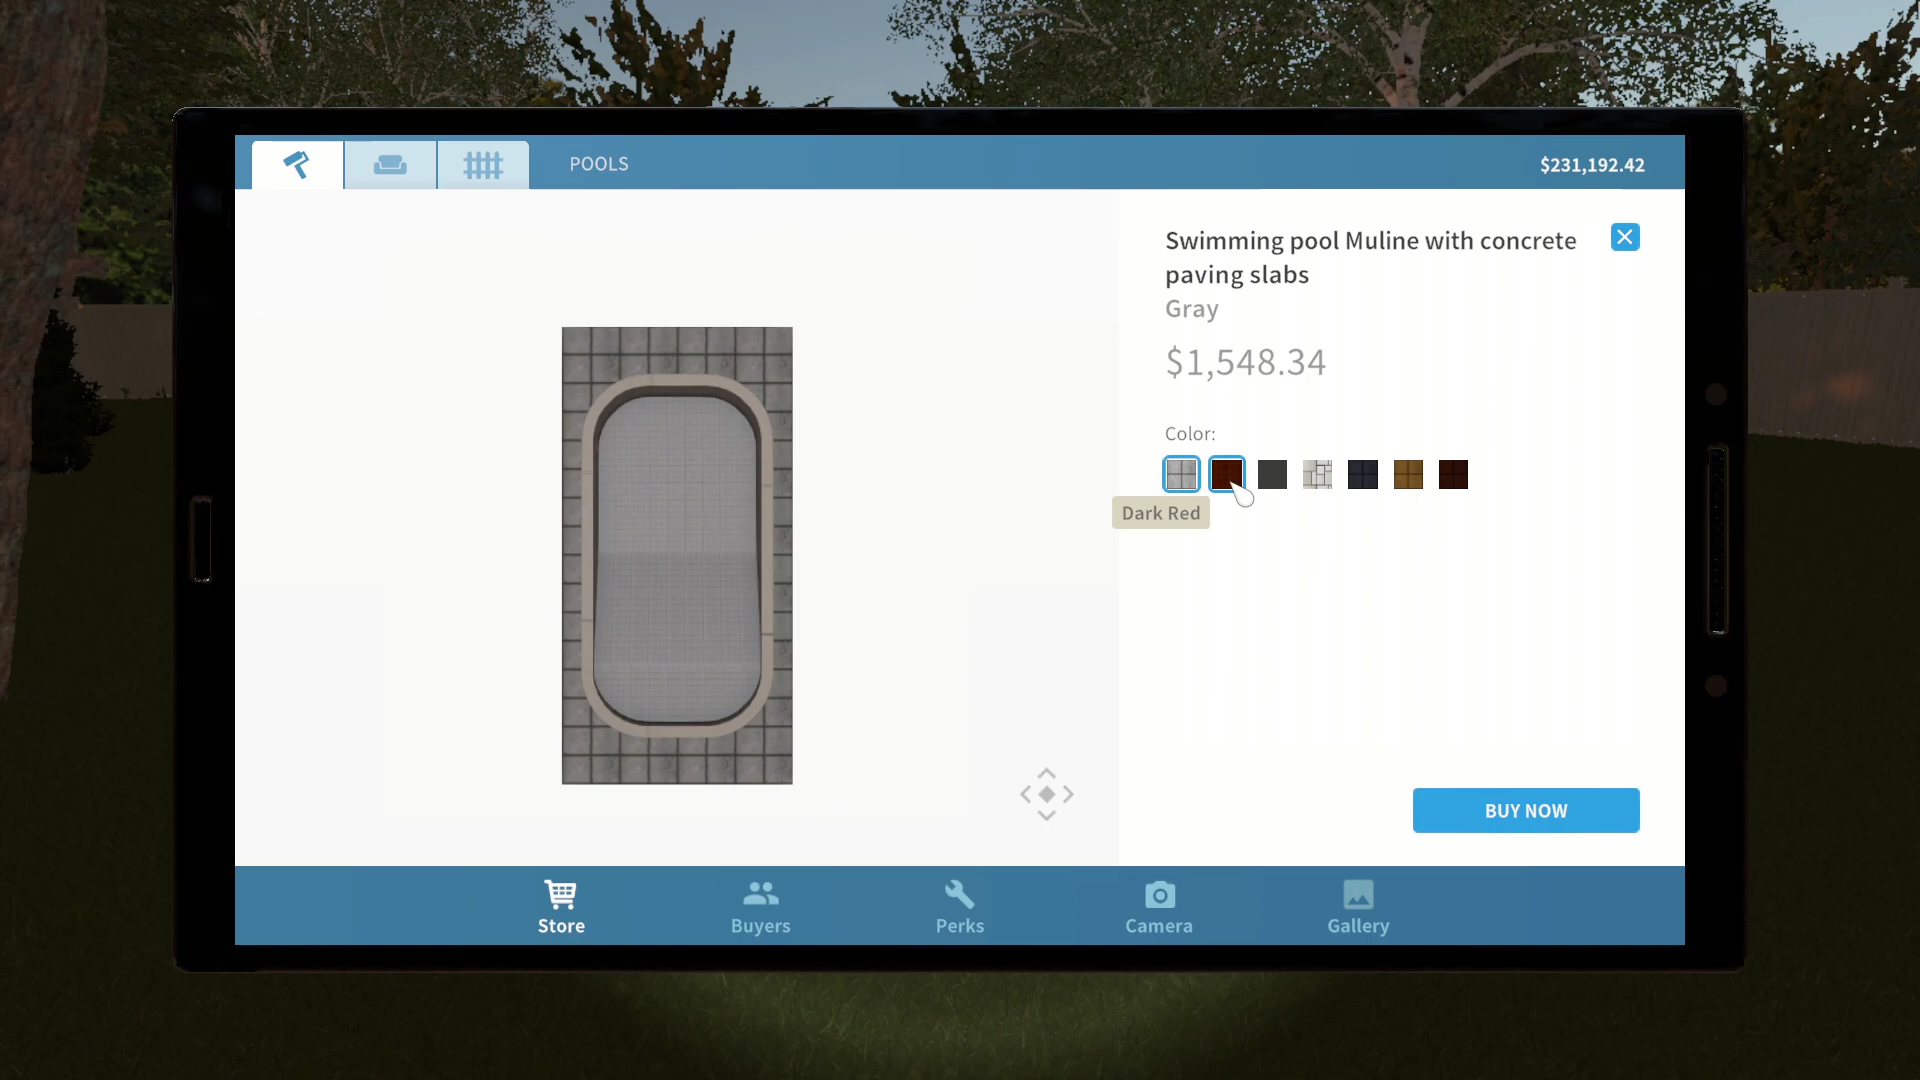 POOLS
$231,192.42
Swimming pool Muline with concrete
paving slabs
Gray
$1,548.34
Color:
Dark Red
BUY NOW
Store
Buyers
Perks
Camera
Gallery